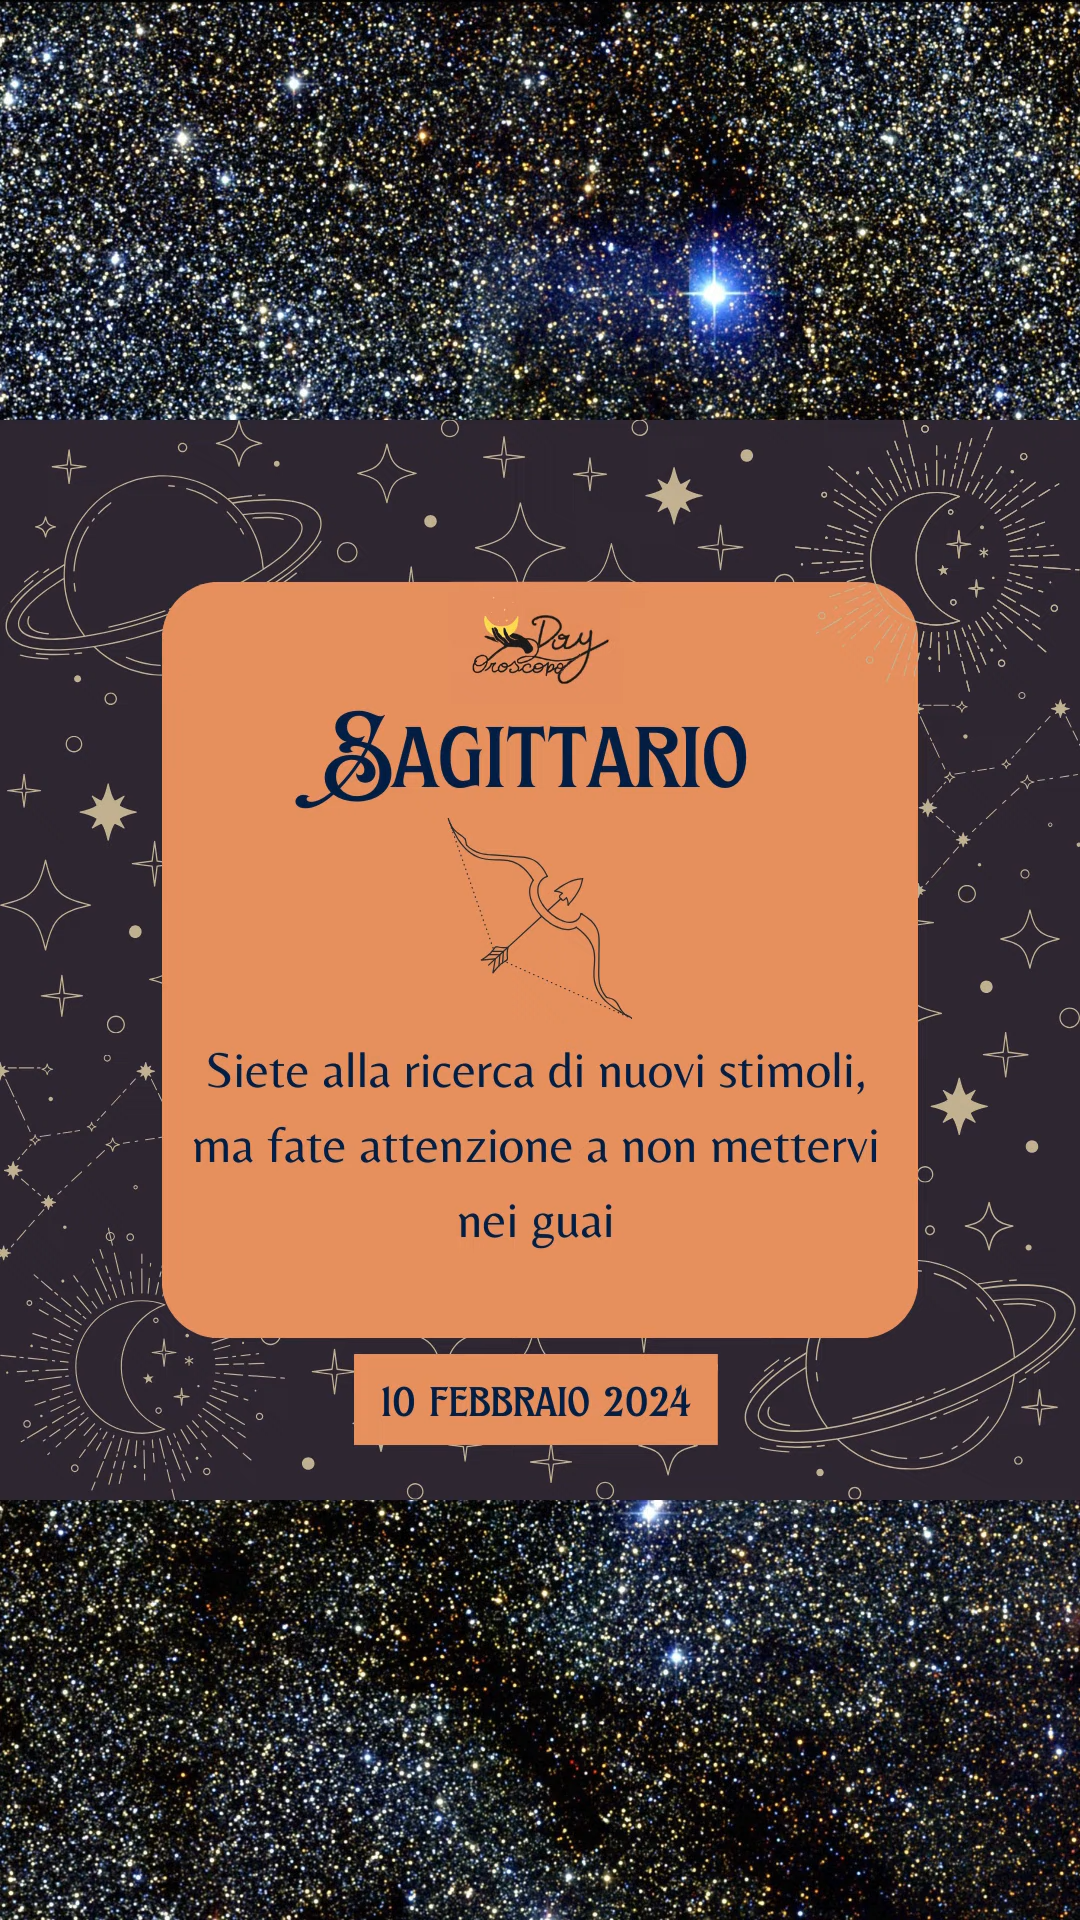 Day
Oroscopo
Sagittario
Siete alla ricerca di nuovi stimoli,
ma fate attenzione a non mettervi
nei guai
10 FEBBRAIO 2024